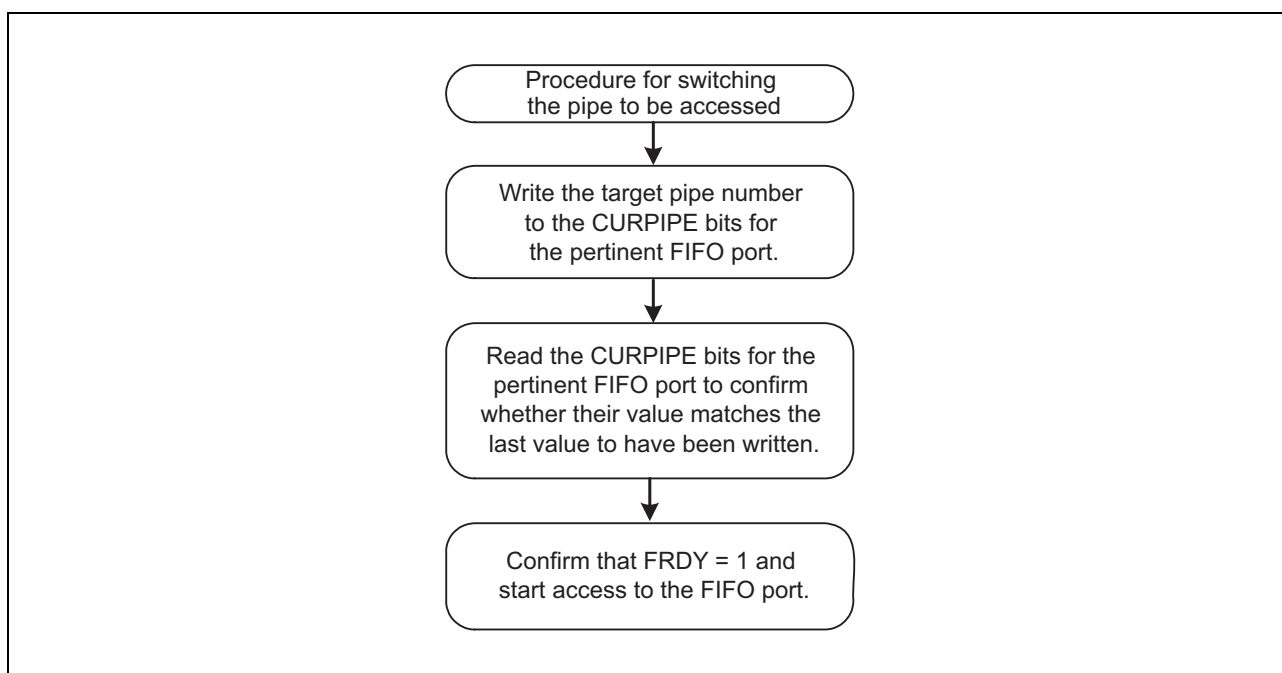 Procedure for switching
the pipe to be accessed
Write the target pipe number
to the CURPIPE bits for
the pertinent FIFO port.
Read the CURPIPE bits for the
pertinent FIFO port to confirm
whether their value matches the
last value to have been written.
Confirm that FRDY = 1 and
start access to the FIFO port.